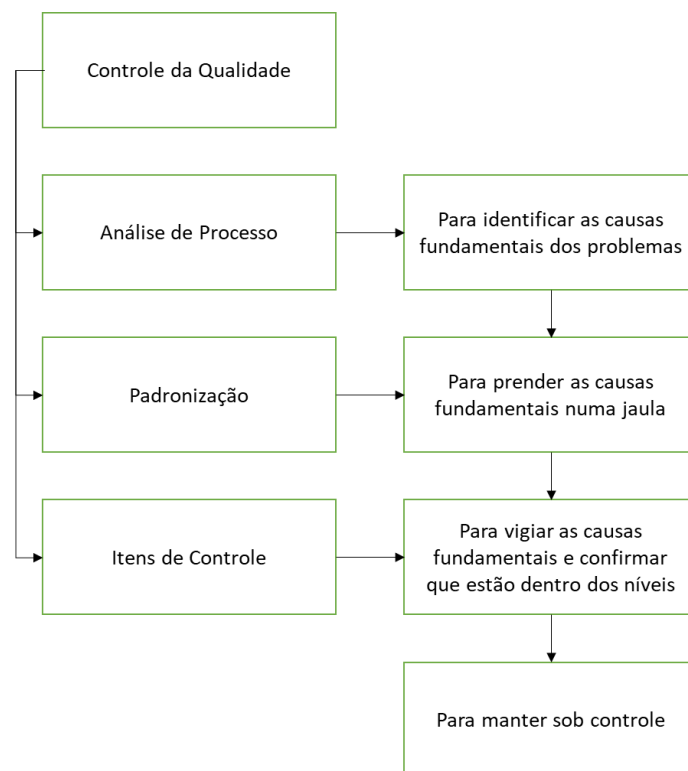 Controle da Qualidade
Análise de Processo
Para identificar as causas
fundamentais dos problemas
Padronização
Para prender as causas
fundamentais numa jaula
Itens de Controle
Para vigiar as causas
fundamentais e confirmar
que estão dentro dos níveis
Para manter sob controle